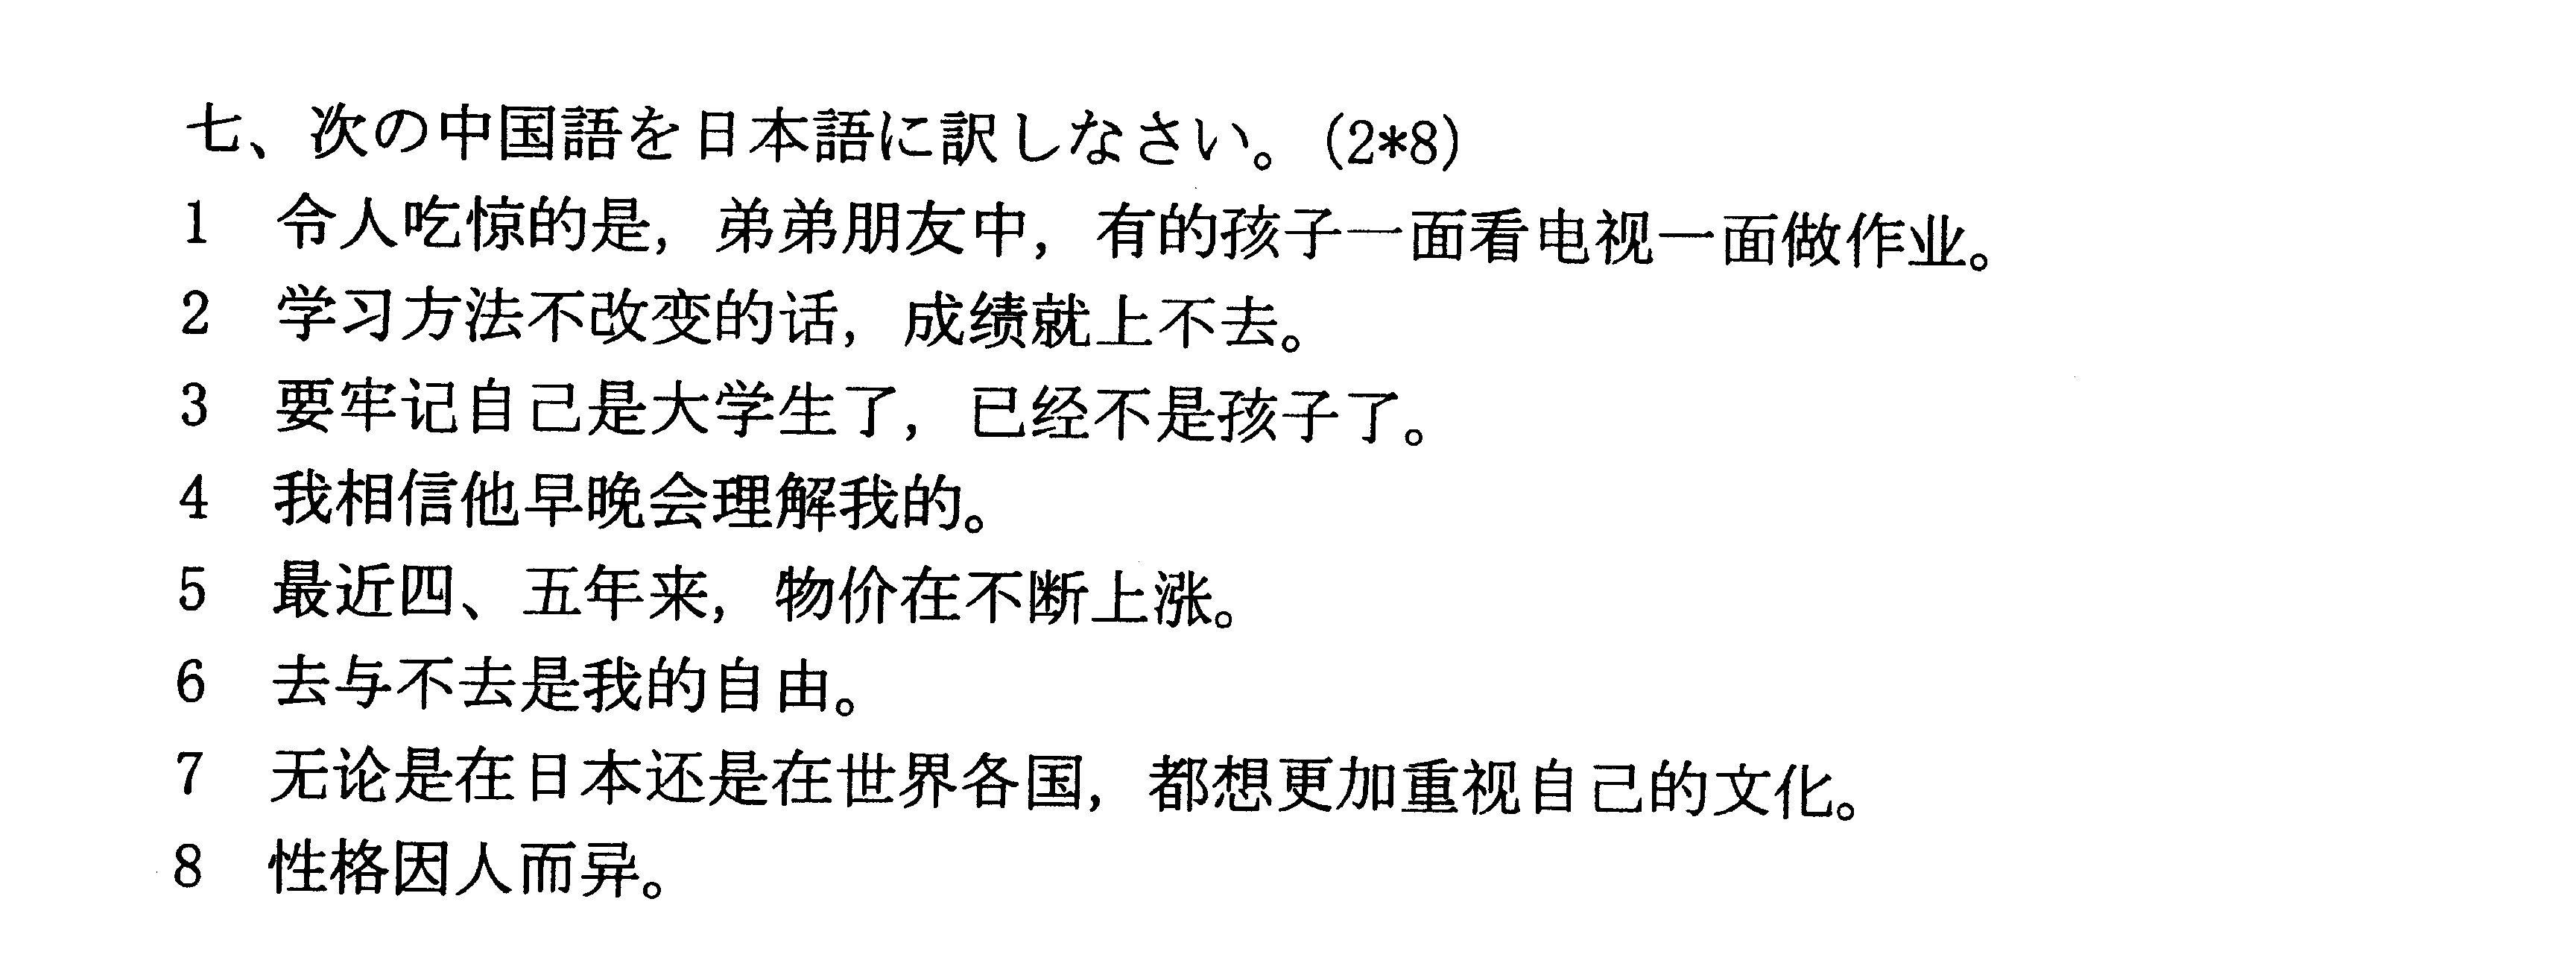 七、次の中国語を日本語に訳しなさい。(2*8)
1 令人吃惊的是，弟弟朋友中，有的孩子一面看电视一面做作业。
2 学习方法不改变的话，成绩就上不去。
3 要牢记自己是大学生了，已经不是孩子了。
4 我相信他早晚会理解我的。
5 最近四、五年来，物价在不断上涨。
6 去与不去是我的自由。
7 无论是在日本还是在世界各国，都想更加重视自己的文化。
8 性格因人而异。